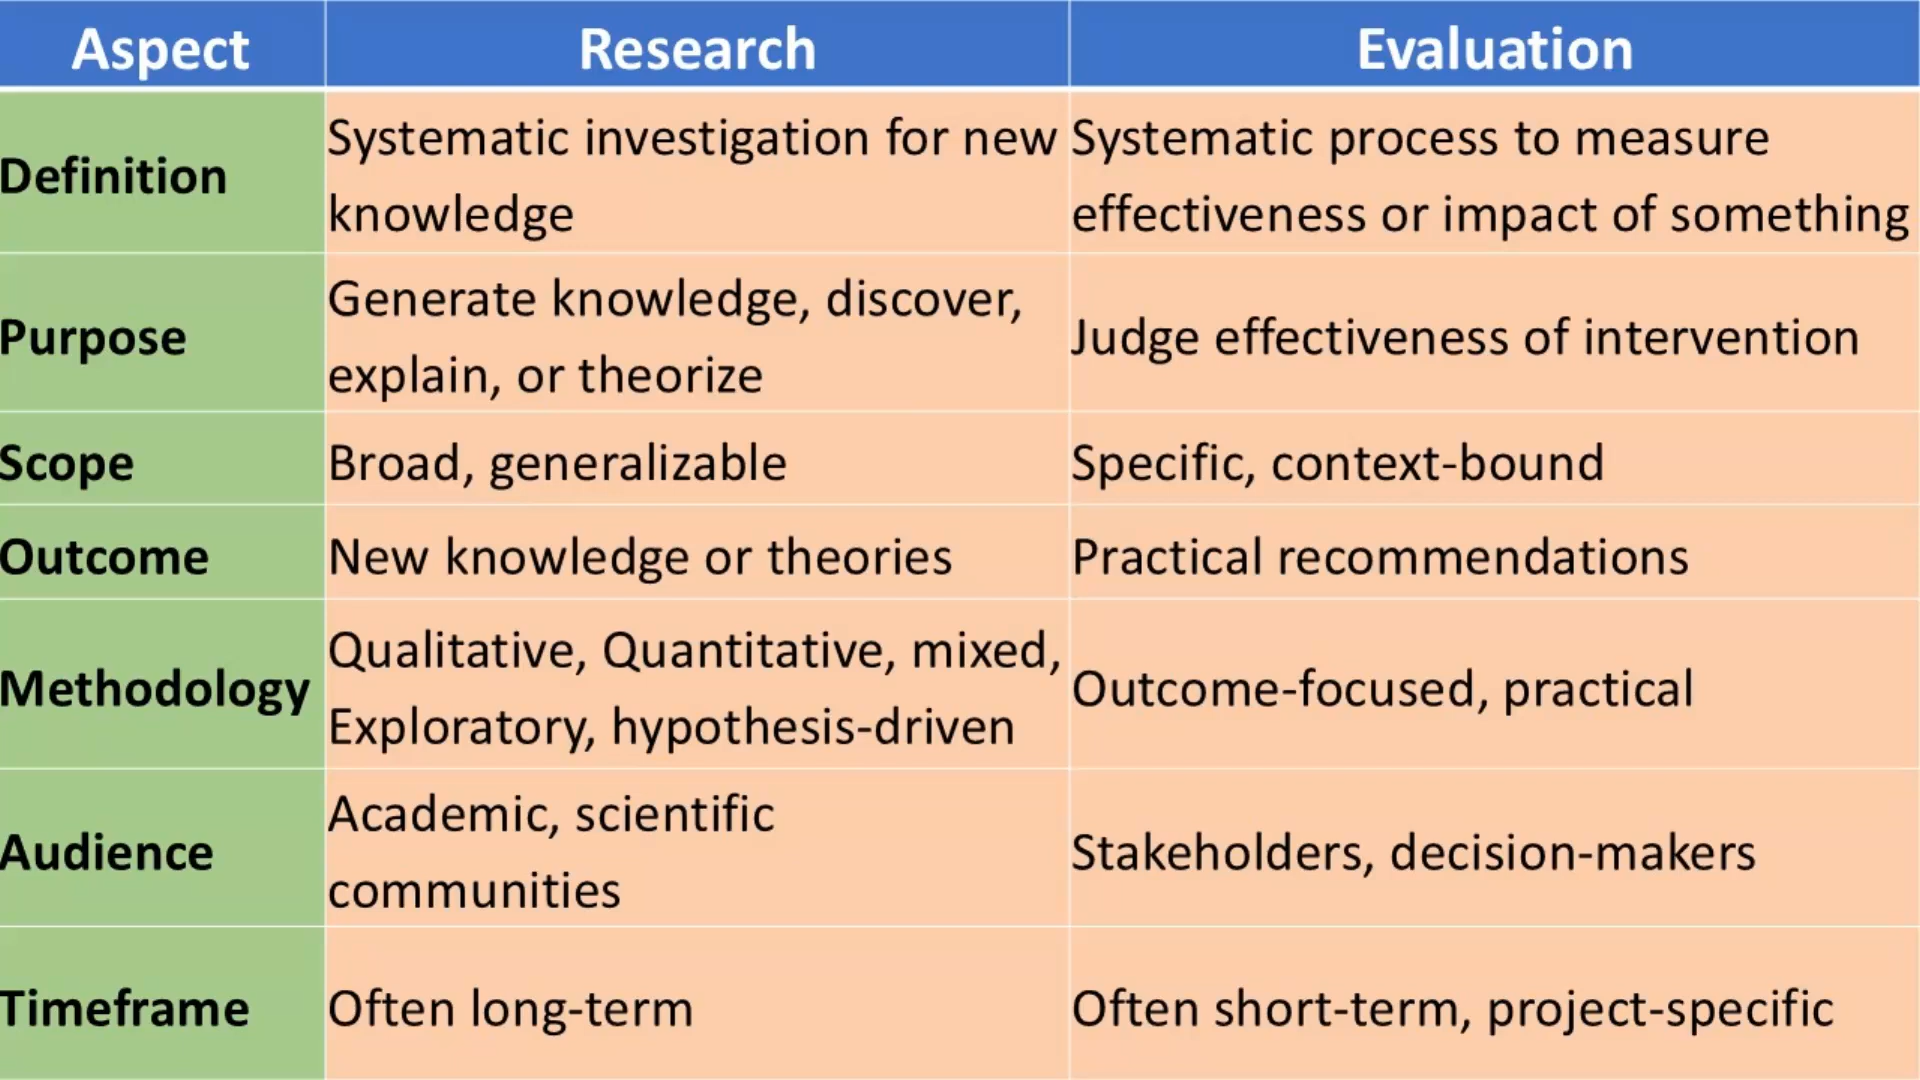 Aspect Research Evaluation
Definition
Systematic investigation for new
knowledge
Systematic process to measure
effectiveness or impact of something
Purpose
Generate knowledge, discover,
explain, or theorize
Judge effectiveness of intervention
Scope
Broad, generalizable
Specific, context-bound
Outcome
New knowledge or theories
Practical recommendations
Methodology
Qualitative, Quantitative, mixed,
Exploratory, hypothesis-driven
Outcome-focused, practical
Audience
Academic, scientific
communities
Stakeholders, decision-makers
Timeframe
Often long-term
Often short-term, project-specific